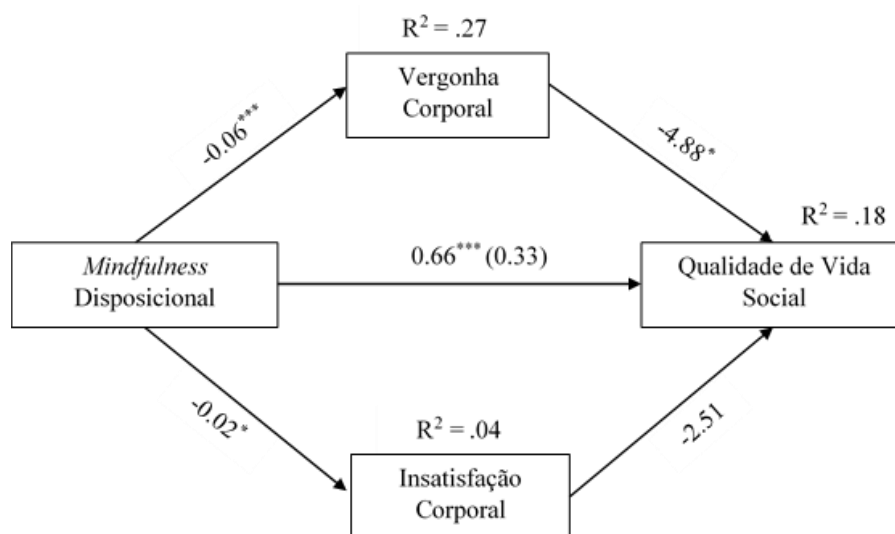 R² = .27
Vergonha
Corporal
-0.06***
-4.88*
R² = .18
Mindfulness
Disposicional
0.66*** (0.33)
Qualidade de Vida
Social
-0.02*
R² = .04
-2.51
Insatisfação
Corporal